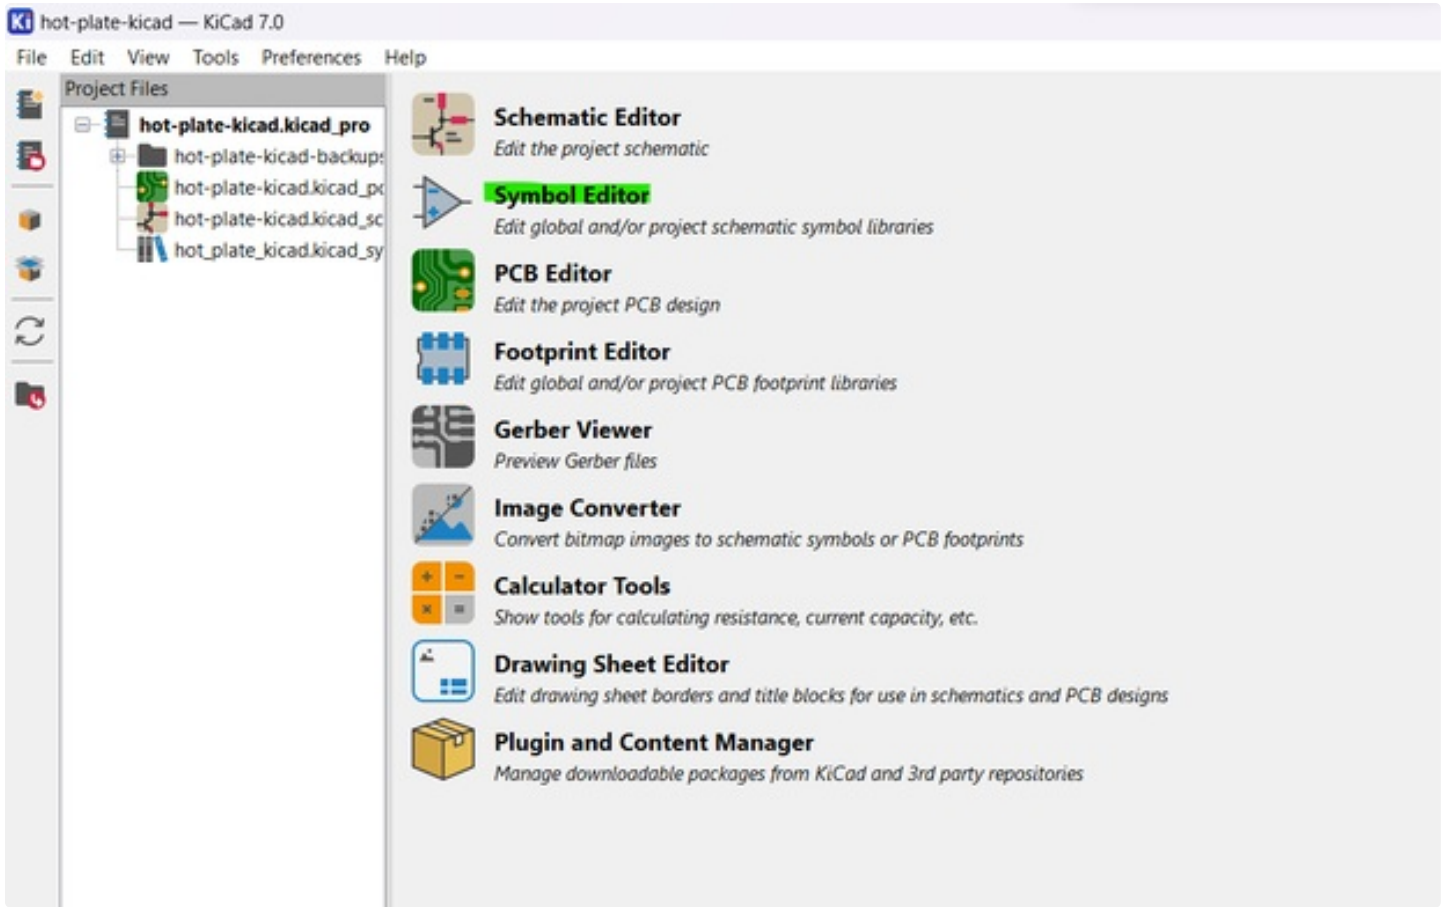 Ki hot-plate-kicad — KiCad 7.0
File Edit View Tools Preferences Help
Project Files
hot-plate-kicad.kicad_pro
hot-plate-kicad-backups
hot-plate-kicad.kicad_pc
hot-plate-kicad.kicad_sc
hot_plate_kicad.kicad_sy
Schematic Editor
Edit the project schematic
Symbol Editor
Edit global and/or project schematic symbol libraries
PCB Editor
Edit the project PCB design
Footprint Editor
Edit global and/or project PCB footprint libraries
Gerber Viewer
Preview Gerber files
Image Converter
Convert bitmap images to schematic symbols or PCB footprints
Calculator Tools
Show tools for calculating resistance, current capacity, etc.
Drawing Sheet Editor
Edit drawing sheet borders and title blocks for use in schematics and PCB designs
Plugin and Content Manager
Manage downloadable packages from KiCad and 3rd party repositories